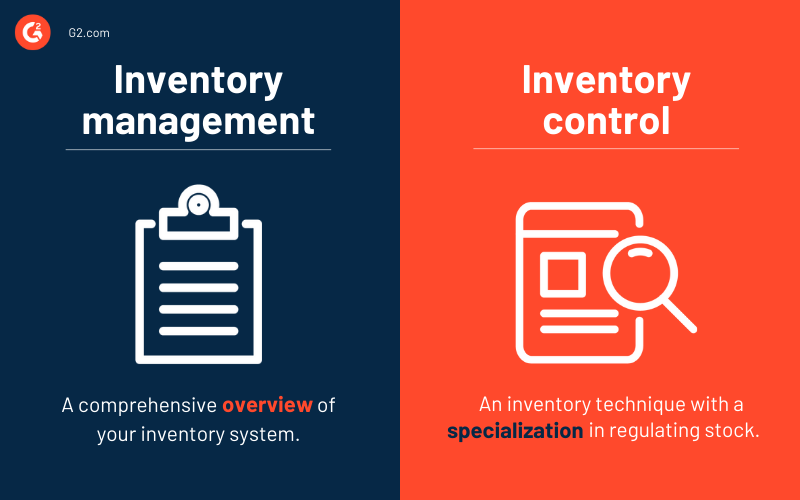 G2
G2.com
Inventory
management
A comprehensive overview of
your inventory system.
Inventory
control
An inventory technique with a
specialization in regulating stock.